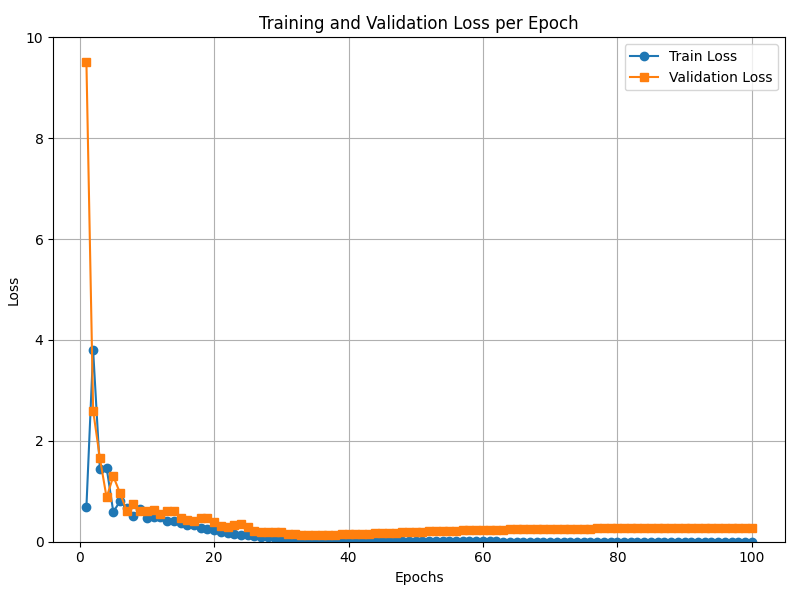 Training and Validation Loss per Epoch
Train Loss
Validation Loss
10
8
6
4
2
0
Loss
0 20 40 60 80 100
Epochs